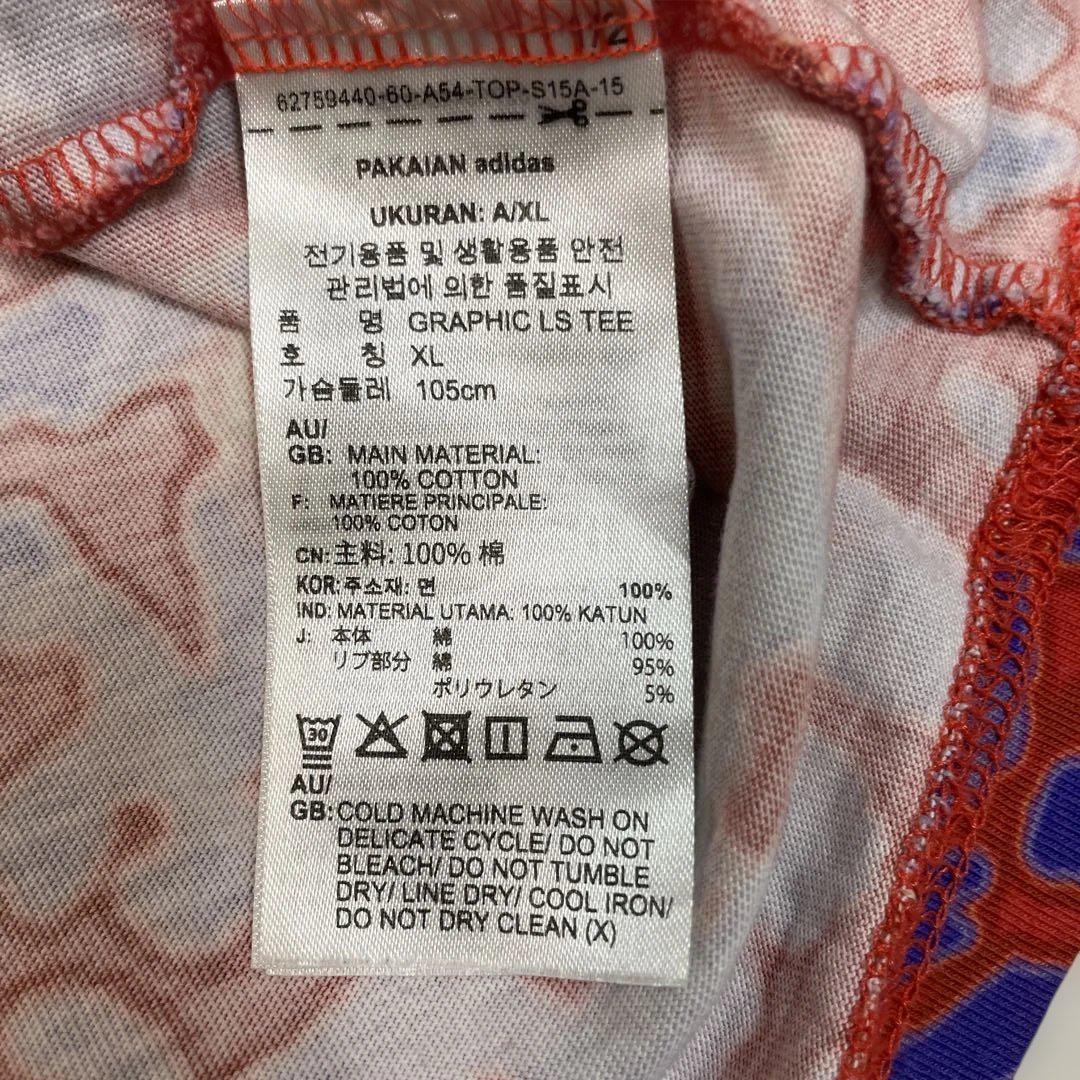 /2
62759440-60-A54-TOP-S15A-15
PAKAIAN adidas
UKURAN: A/XL
전기용품 및 생활용품 안전
관리법에 의한 품질표시
품 명 GRAPHIC LS TEE
호 칭 XL
가슴둘레 105cm
AU/
GB: MAIN MATERIAL:
100% COTTON
F: MATIERE PRINCIPALE:
100% COTON
CN: 主料: 100% 棉
KOR: 주소재: 면 100%
IND: MATERIAL UTAMA: 100% KATUN
J: 本体 綿 100%
リブ部分 綿 95%
ポリウレタン 5%
30
AU/
GB: COLD MACHINE WASH ON
DELICATE CYCLE/ DO NOT
BLEACH/ DO NOT TUMBLE
DRY/ LINE DRY/ COOL IRON/
DO NOT DRY CLEAN (X)